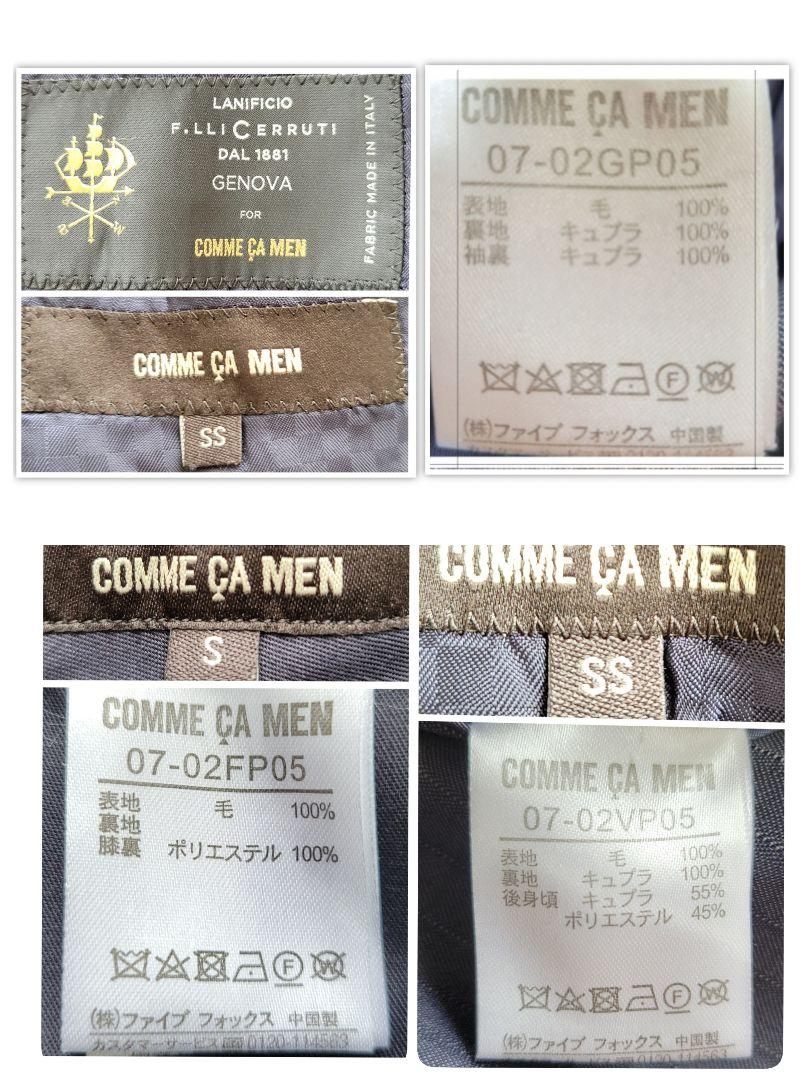 LANIFICIO
F.LLI CERRUTI
DAL 1881
GENOVA
FOR
COMME ÇA MEN
FABRIC MADE IN ITALY
COMME ÇA MEN
SS
COMME ÇA MEN
07-02GP05
表地 毛 100%
裏地 キュプラ 100%
袖裏 キュプラ 100%
F W
(株)ファイブ フォックス 中国製
COMME ÇA MEN
S
COMME ÇA MEN
07-02FP05
表地 毛 100%
裏地
膝裏 ポリエステル 100%
F W
(株)ファイブ フォックス 中国製
カスタマーサービス 0120-114563
COMME ÇA MEN
SS
COMME ÇA MEN
07-02VP05
表地 毛 100%
裏地 キュプラ 100%
後身頃 キュプラ 55%
ポリエステル 45%
F W
(株)ファイブ フォックス 中国製
0120-114563